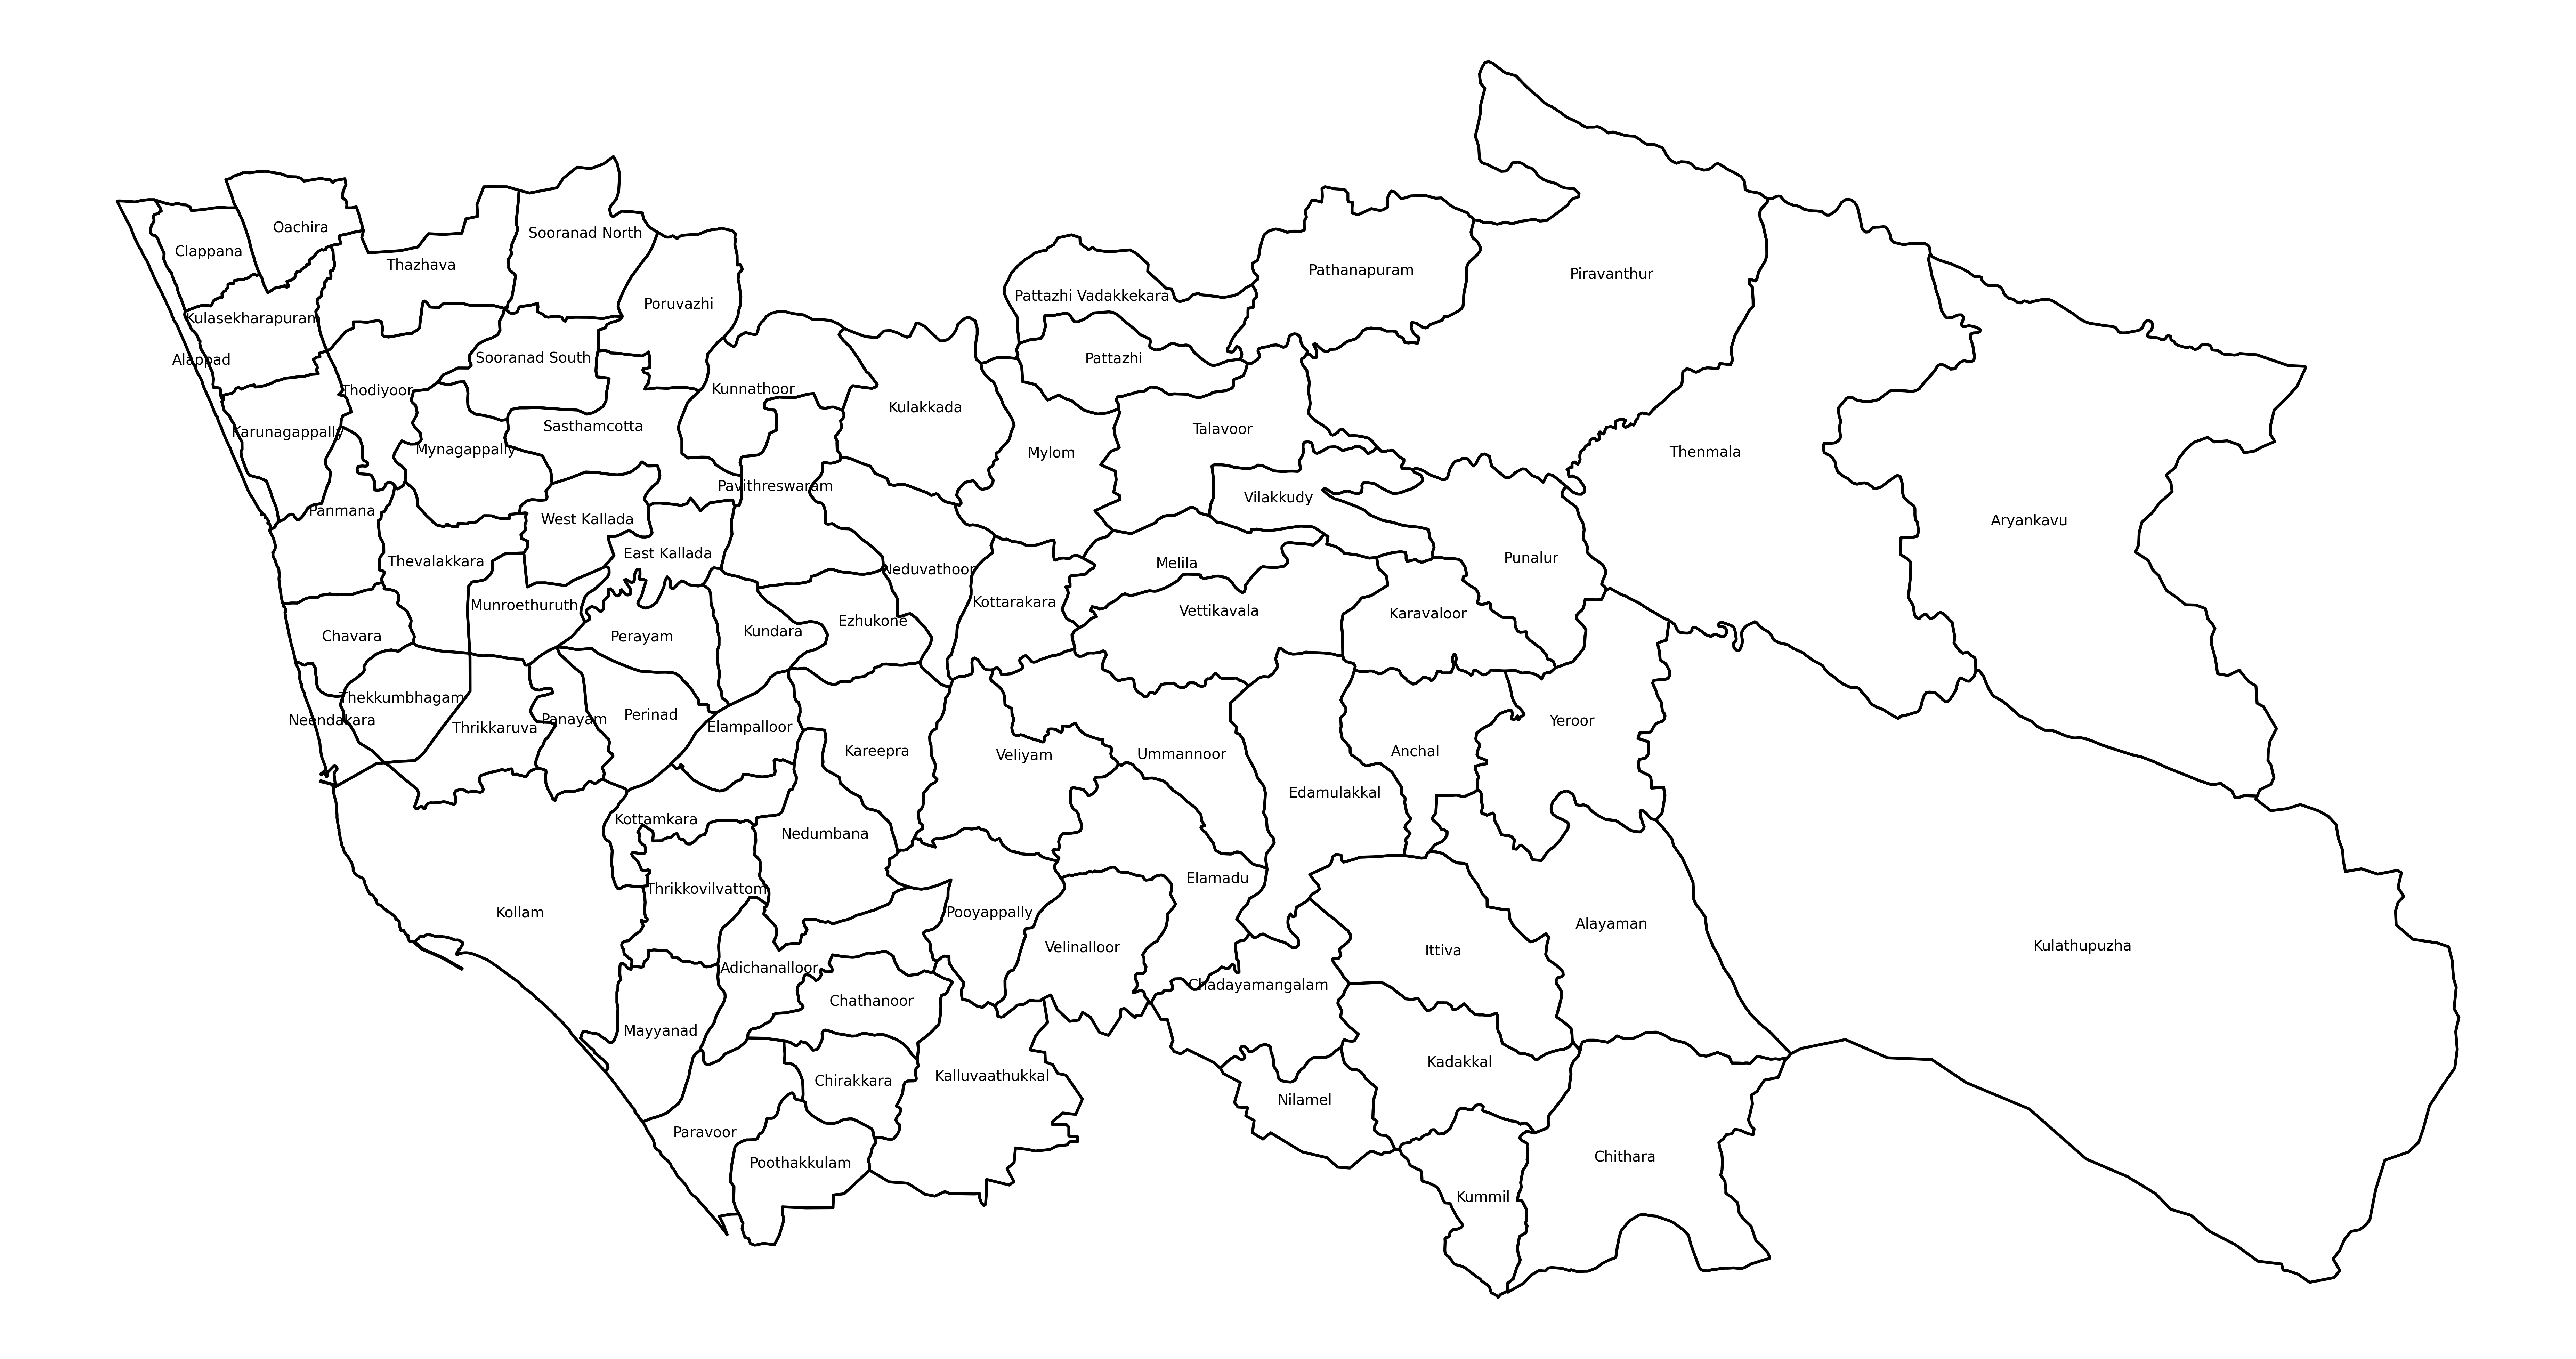 Oachira
Sooranad North
Clappana
Thazhava
Pathanapuram
Piravanthur
Pattazhi Vadakkekara
Poruvazhi
Kulasekharapuram
Sooranad South
Pattazhi
Alappad
Kunnathoor
Thodiyoor
Kulakkada
Sasthamcotta
Talavoor
Karunagappally
Mynagappally
Mylom
Thenmala
Pavithreswaram
Vilakkudy
Panmana
West Kallada
Aryankavu
East Kallada
Punalur
Thevalakkara
Melila
Neduvathoor
Kottarakara
Munroethuruth
Vettikavala
Karavaloor
Ezhukone
Kundara
Chavara
Perayam
Thekkumbhagam
Perinad
Neendakara
Panayam
Yeroor
Thrikkaruva
Elampalloor
Kareepra
Anchal
Veliyam
Ummannoor
Edamulakkal
Kottamkara
Nedumbana
Elamadu
Thrikkovilvattom
Kollam
Pooyappally
Alayaman
Kulathupuzha
Velinalloor
Ittiva
Adichanalloor
Chadayamangalam
Chathanoor
Mayyanad
Kadakkal
Kalluvaathukkal
Chirakkara
Nilamel
Paravoor
Chithara
Poothakkulam
Kummil